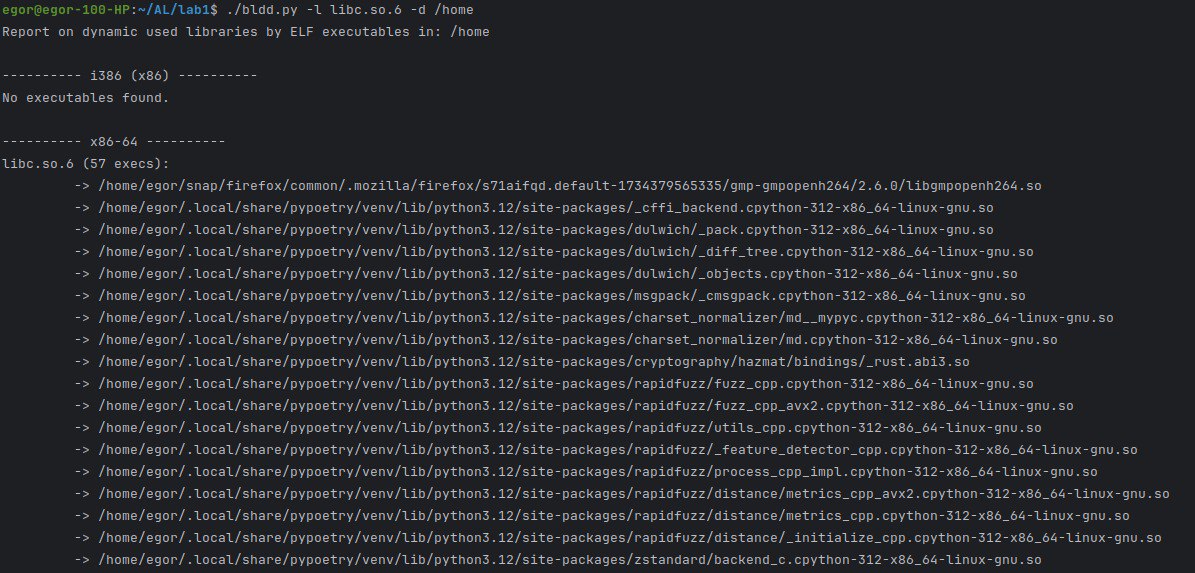 egor@egor-100-HP:~/AL/lab1$ ./bldd.py -l libc.so.6 -d /home
Report on dynamic used libraries by ELF executables in: /home
---------- i386 (x86) ----------
No executables found.
---------- x86-64 ----------
libc.so.6 (57 execs):
-> /home/egor/snap/firefox/common/.mozilla/firefox/s71aifqd.default-1734379565335/gmp-gmpopenh264/2.6.0/libgmpopenh264.so
-> /home/egor/.local/share/pypoetry/venv/lib/python3.12/site-packages/_cffi_backend.cpython-312-x86_64-linux-gnu.so
-> /home/egor/.local/share/pypoetry/venv/lib/python3.12/site-packages/dulwich/_pack.cpython-312-x86_64-linux-gnu.so
-> /home/egor/.local/share/pypoetry/venv/lib/python3.12/site-packages/dulwich/_diff_tree.cpython-312-x86_64-linux-gnu.so
-> /home/egor/.local/share/pypoetry/venv/lib/python3.12/site-packages/dulwich/_objects.cpython-312-x86_64-linux-gnu.so
-> /home/egor/.local/share/pypoetry/venv/lib/python3.12/site-packages/msgpack/_cmsgpack.cpython-312-x86_64-linux-gnu.so
-> /home/egor/.local/share/pypoetry/venv/lib/python3.12/site-packages/charset_normalizer/md__mypyc.cpython-312-x86_64-linux-gnu.so
-> /home/egor/.local/share/pypoetry/venv/lib/python3.12/site-packages/charset_normalizer/md.cpython-312-x86_64-linux-gnu.so
-> /home/egor/.local/share/pypoetry/venv/lib/python3.12/site-packages/cryptography/hazmat/bindings/_rust.abi3.so
-> /home/egor/.local/share/pypoetry/venv/lib/python3.12/site-packages/rapidfuzz/fuzz_cpp.cpython-312-x86_64-linux-gnu.so
-> /home/egor/.local/share/pypoetry/venv/lib/python3.12/site-packages/rapidfuzz/fuzz_cpp_avx2.cpython-312-x86_64-linux-gnu.so
-> /home/egor/.local/share/pypoetry/venv/lib/python3.12/site-packages/rapidfuzz/utils_cpp.cpython-312-x86_64-linux-gnu.so
-> /home/egor/.local/share/pypoetry/venv/lib/python3.12/site-packages/rapidfuzz/_feature_detector_cpp.cpython-312-x86_64-linux-gnu.so
-> /home/egor/.local/share/pypoetry/venv/lib/python3.12/site-packages/rapidfuzz/process_cpp_impl.cpython-312-x86_64-linux-gnu.so
-> /home/egor/.local/share/pypoetry/venv/lib/python3.12/site-packages/rapidfuzz/distance/metrics_cpp_avx2.cpython-312-x86_64-linux-gnu.so
-> /home/egor/.local/share/pypoetry/venv/lib/python3.12/site-packages/rapidfuzz/distance/metrics_cpp.cpython-312-x86_64-linux-gnu.so
-> /home/egor/.local/share/pypoetry/venv/lib/python3.12/site-packages/rapidfuzz/distance/_initialize_cpp.cpython-312-x86_64-linux-gnu.so
-> /home/egor/.local/share/pypoetry/venv/lib/python3.12/site-packages/zstandard/backend_c.cpython-312-x86_64-linux-gnu.so